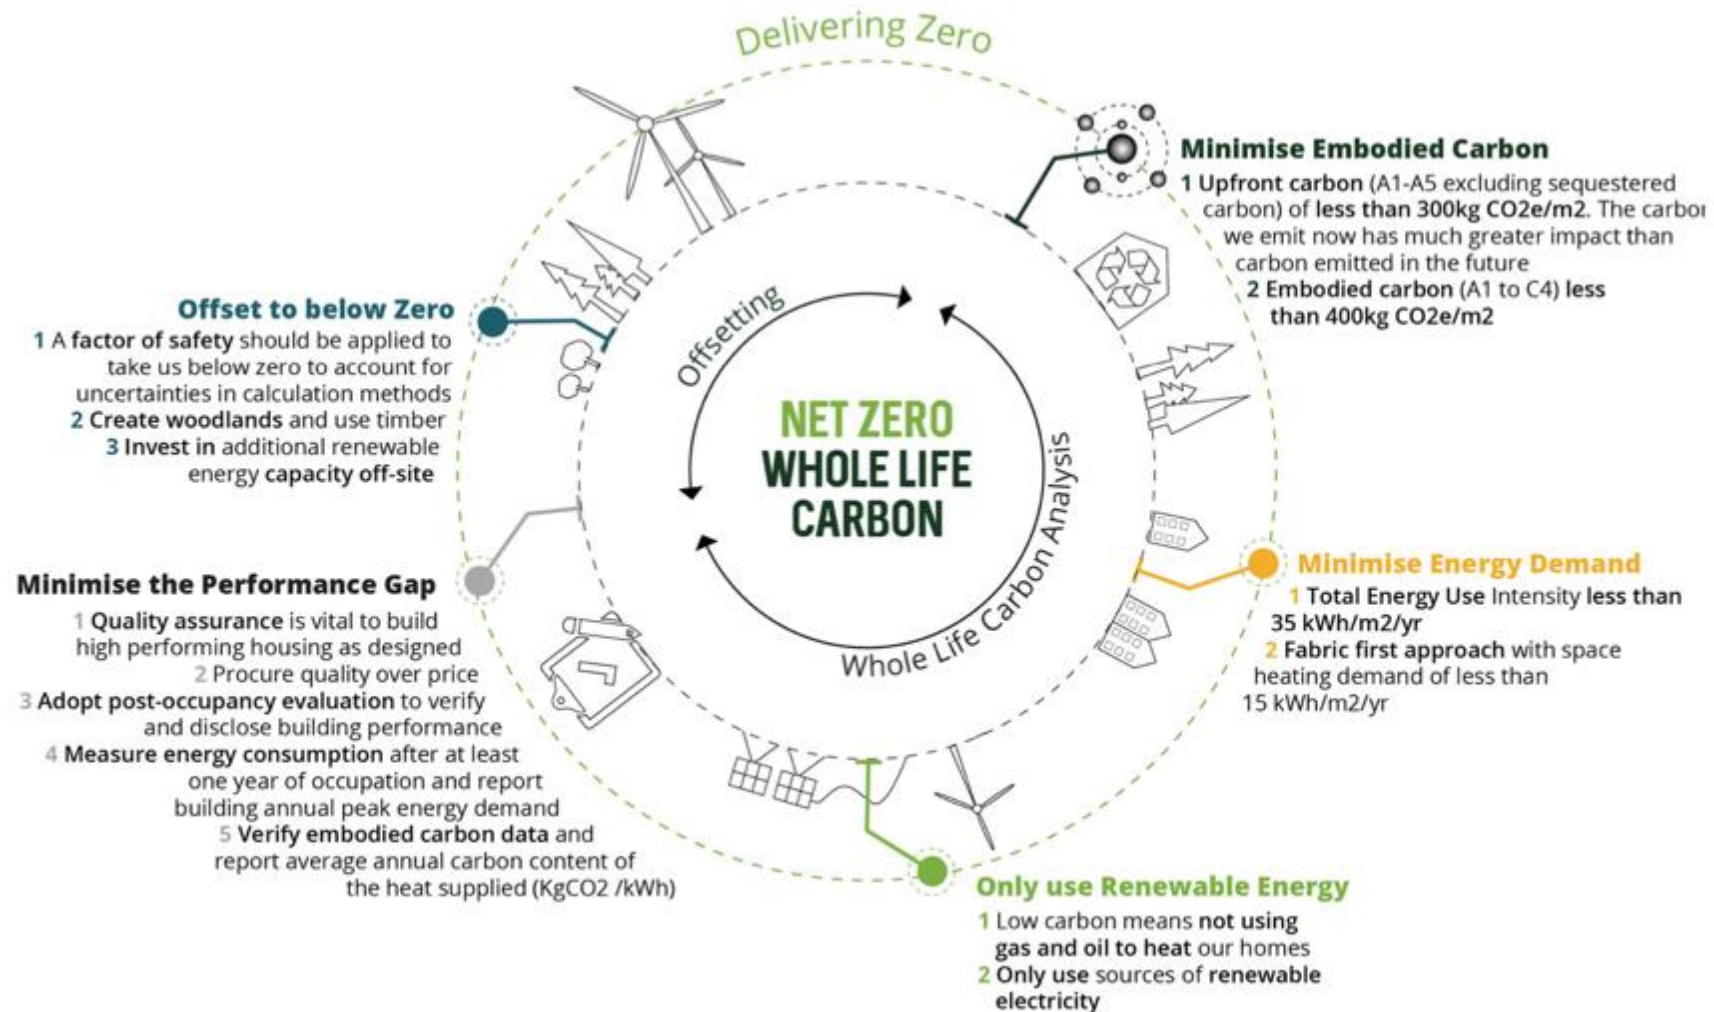 Delivering Zero
Minimise Embodied Carbon
1 Upfront carbon (A1-A5 excluding sequestered
carbon) of less than 300kg CO2e/m2. The carbon
we emit now has much greater impact than
carbon emitted in the future
2 Embodied carbon (A1 to C4) less
than 400kg CO2e/m2
Minimise Energy Demand
1 Total Energy Use Intensity less than
35 kWh/m2/yr
2 Fabric first approach with space
heating demand of less than
15 kWh/m2/yr
Only use Renewable Energy
1 Low carbon means not using
gas and oil to heat our homes
2 Only use sources of renewable
electricity
Minimise the Performance Gap
1 Quality assurance is vital to build
high performing housing as designed
2 Procure quality over price
3 Adopt post-occupancy evaluation to verify
and disclose building performance
4 Measure energy consumption after at least
one year of occupation and report
building annual peak energy demand
5 Verify embodied carbon data and
report average annual carbon content of
the heat supplied (KgCO2 /kWh)
Offset to below Zero
1 A factor of safety should be applied to
take us below zero to account for
uncertainties in calculation methods
2 Create woodlands and use timber
3 Invest in additional renewable
energy capacity off-site
Offsetting
NET ZERO
WHOLE LIFE
CARBON
Whole Life Carbon Analysis